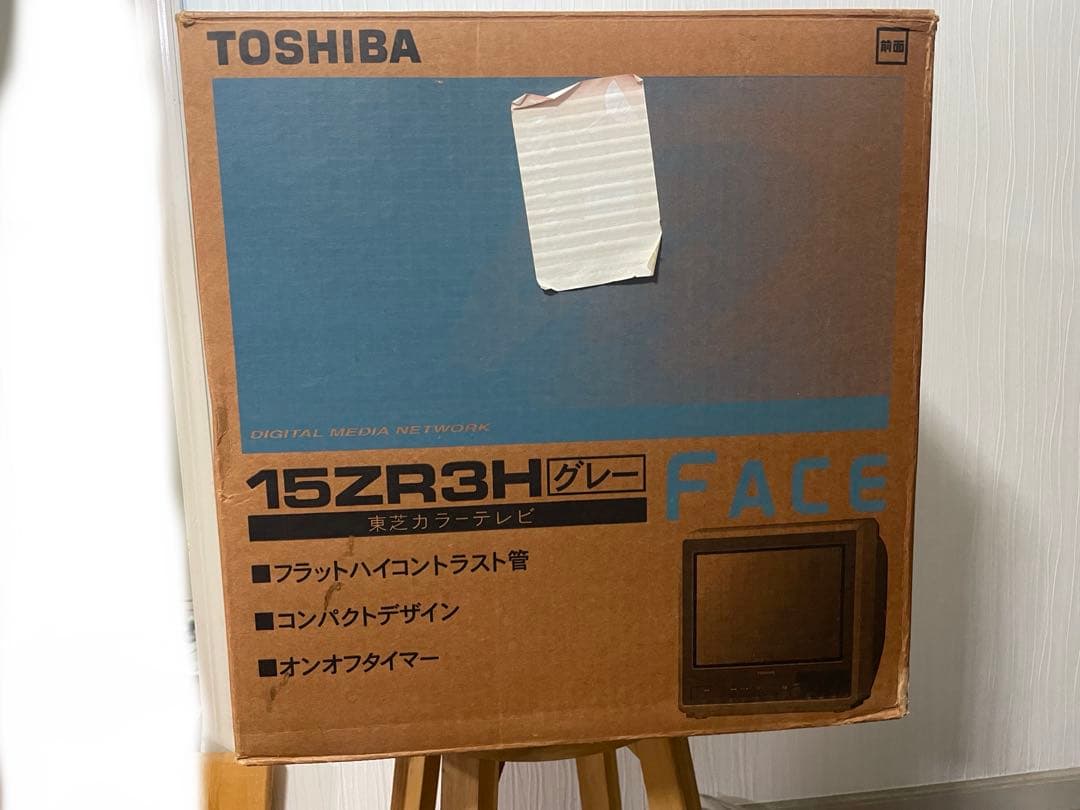 TOSHIBA
前面
DIGITAL MEDIA NETWORK
15ZR3H グレー
FACE
東芝カラーテレビ
■フラットハイコントラスト管
■コンパクトデザイン
■オンオフタイマー